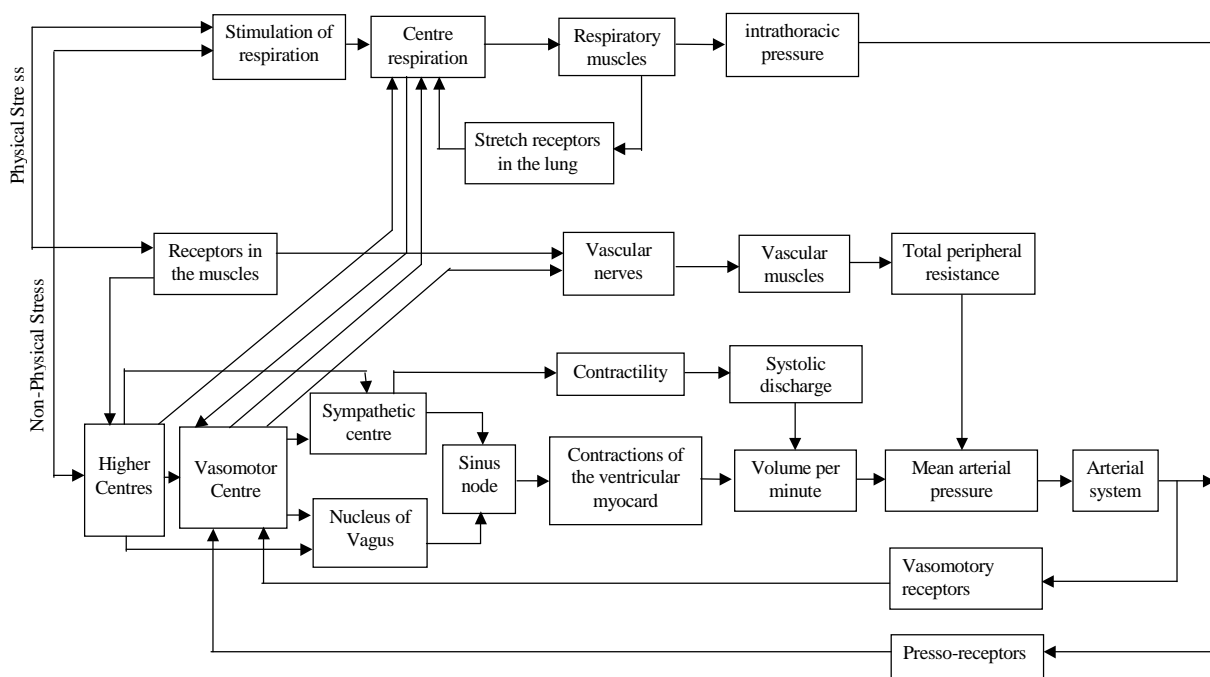 Stimulation of
respiration
Centre
respiration
Respiratory
muscles
intrathoracic
pressure
Physical Stre ss
Stretch receptors
in the lung
Receptors in
the muscles
Vascular
nerves
Vascular
muscles
Total peripheral
resistance
Non-Physical Stress
Contractility
Systolic
discharge
Sympathetic
centre
Higher
Centres
Vasomotor
Centre
Sinus
node
Contractions of
the ventricular
myocard
Volume per
minute
Mean arterial
pressure
Arterial
system
Nucleus of
Vagus
Vasomotory
receptors
Presso-receptors